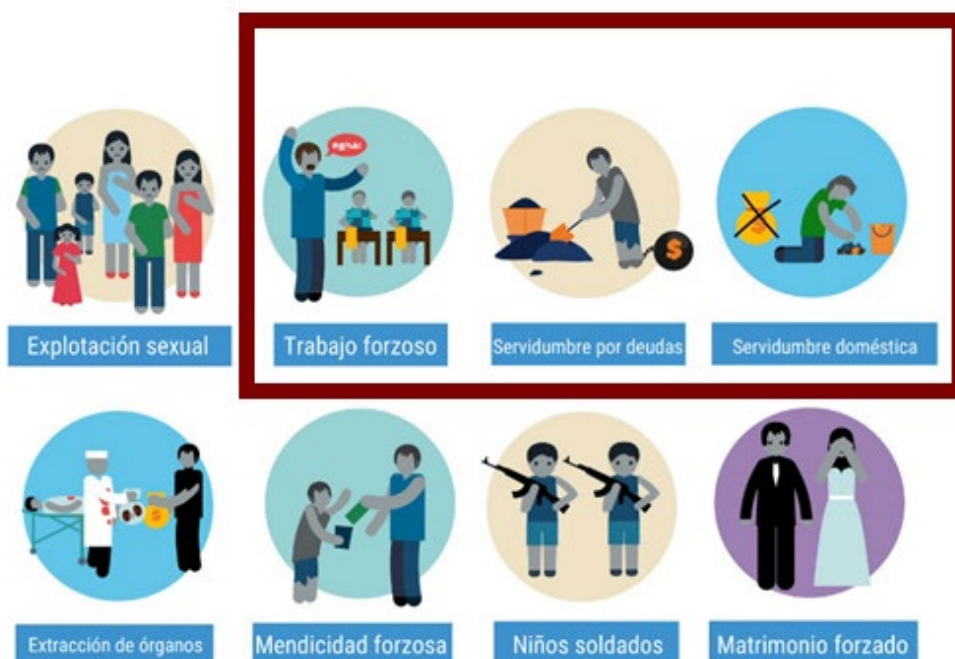 Explotación sexual
Trabajo forzoso
Servidumbre por deudas
Servidumbre doméstica
$
Extracción de órganos
Mendicidad forzosa
Niños soldados
Matrimonio forzado
$